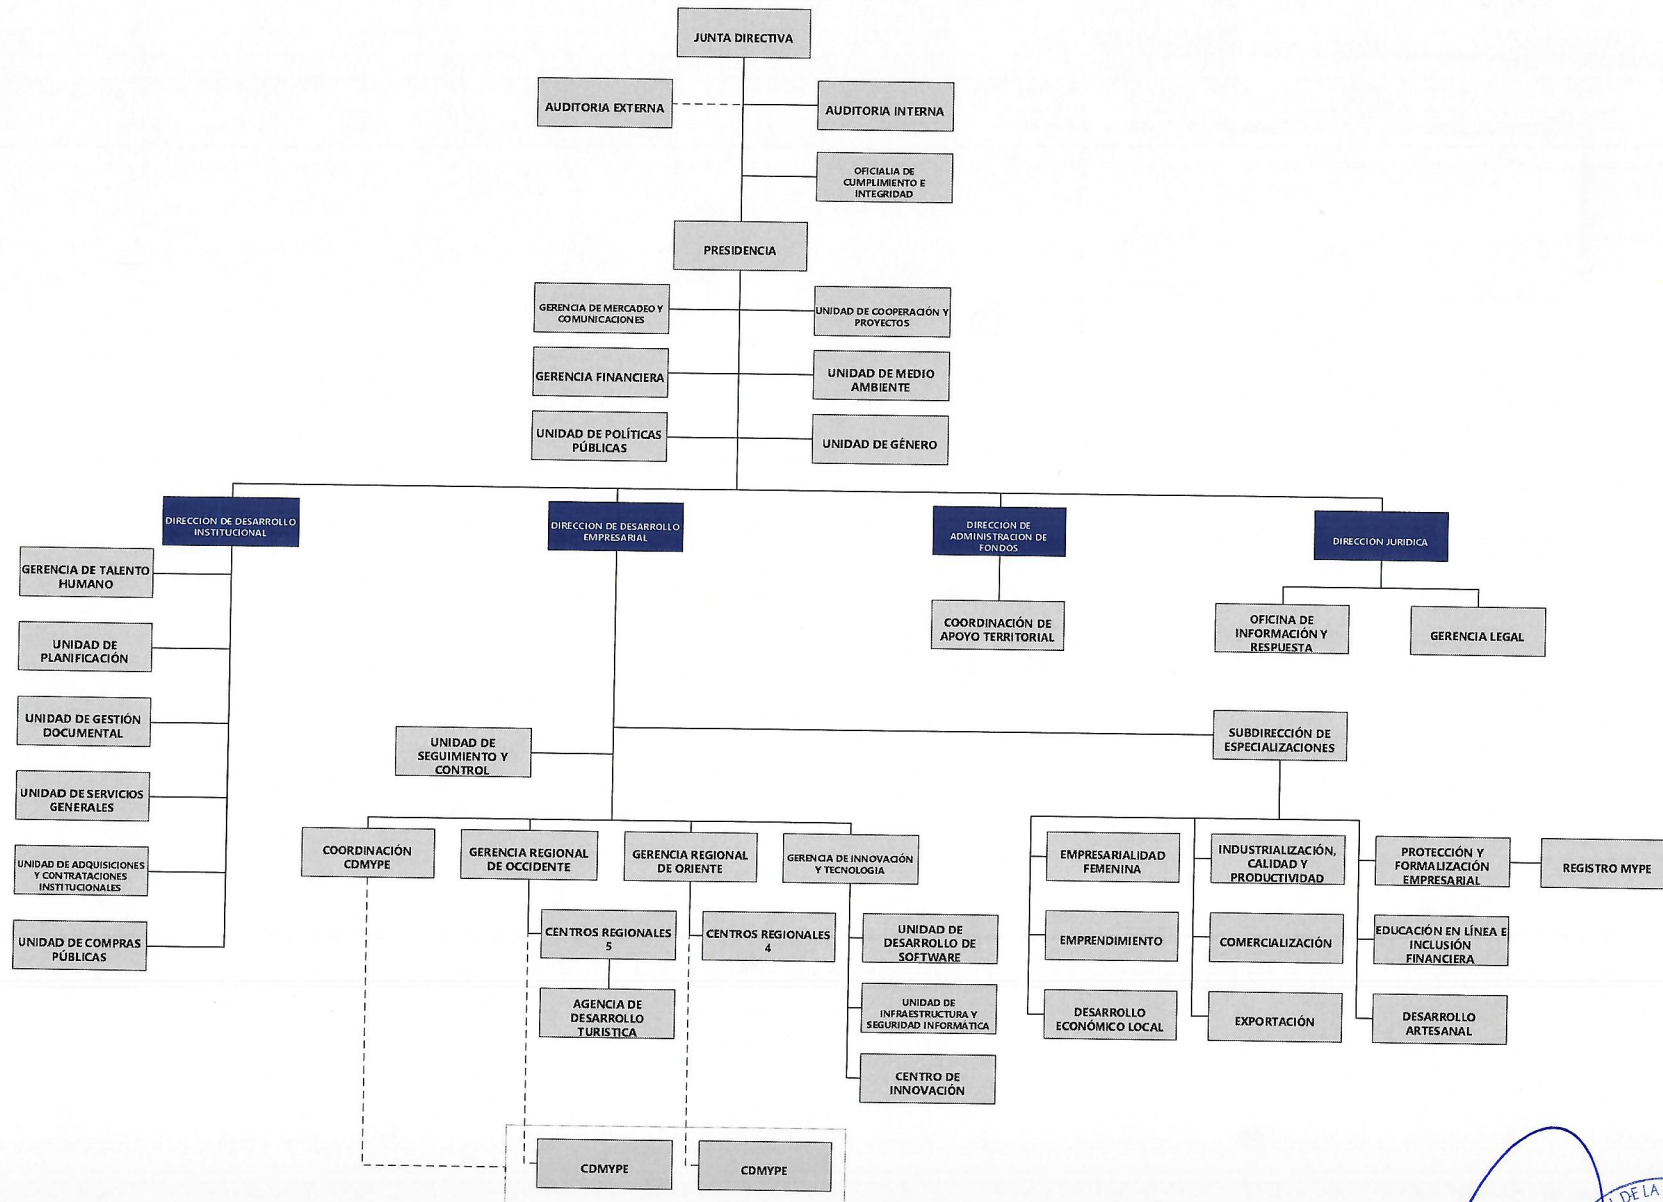 JUNTA DIRECTIVA
AUDITORIA EXTERNA
AUDITORIA INTERNA
OFICIALIA DE
CUMPLIMIENTO E
INTEGRIDAD
PRESIDENCIA
GERENCIA DE MERCADEO Y
COMUNICACIONES
UNIDAD DE COOPERACIÓN Y
PROYECTOS
GERENCIA FINANCIERA
UNIDAD DE MEDIO
AMBIENTE
UNIDAD DE POLÍTICAS
PÚBLICAS
UNIDAD DE GÉNERO
DIRECCION DE DESARROLLO
INSTITUCIONAL
DIRECCION DE DESARROLLO
EMPRESARIAL
DIRECCION DE
ADMINISTRACION DE
FONDOS
DIRECCION JURIDICA
GERENCIA DE TALENTO
HUMANO
UNIDAD DE
PLANIFICACIÓN
UNIDAD DE GESTIÓN
DOCUMENTAL
UNIDAD DE SERVICIOS
GENERALES
UNIDAD DE ADQUISICIONES
Y CONTRATACIONES
INSTITUCIONALES
UNIDAD DE COMPRAS
PÚBLICAS
COORDINACIÓN DE
APOYO TERRITORIAL
OFICINA DE
INFORMACIÓN Y
RESPUESTA
GERENCIA LEGAL
UNIDAD DE
SEGUIMIENTO Y
CONTROL
SUBDIRECCIÓN DE
ESPECIALIZACIONES
COORDINACIÓN
CDMYPE
GERENCIA REGIONAL
DE OCCIDENTE
GERENCIA REGIONAL
DE ORIENTE
GERENCIA DE INNOVACIÓN
Y TECNOLOGIA
CENTROS REGIONALES
5
AGENCIA DE
DESARROLLO
TURISTICA
CENTROS REGIONALES
4
UNIDAD DE
DESARROLLO DE
SOFTWARE
UNIDAD DE
INFRAESTRUCTURA Y
SEGURIDAD INFORMÁTICA
CENTRO DE
INNOVACIÓN
EMPRESARIALIDAD
FEMENINA
INDUSTRIALIZACIÓN,
CALIDAD Y
PRODUCTIVIDAD
PROTECCIÓN Y
FORMALIZACIÓN
EMPRESARIAL
REGISTRO MYPE
EMPRENDIMIENTO
COMERCIALIZACIÓN
EDUCACIÓN EN LÍNEA E
INCLUSIÓN
FINANCIERA
DESARROLLO
ECONÓMICO LOCAL
EXPORTACIÓN
DESARROLLO
ARTESANAL
CDMYPE
CDMYPE
DE LA